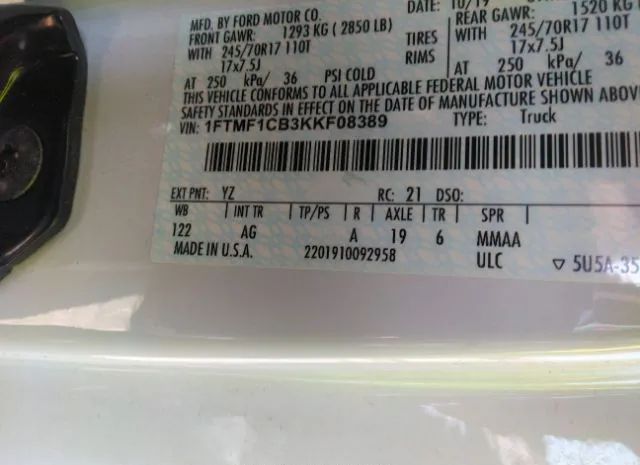 MFD. BY FORD MOTOR CO.
DATE: 10/19
FRONT GAWR: 1293 KG ( 2850 LB)
REAR GAWR: 1520 KG
WITH 245/70R17 110T
TIRES
WITH 245/70R17 110T
17x7.5J
RIMS
17x7.5J
AT 250 kPa/ 36 PSI COLD
AT 250 kPa/ 36
THIS VEHICLE CONFORMS TO ALL APPLICABLE FEDERAL MOTOR VEHICLE
SAFETY STANDARDS IN EFFECT ON THE DATE OF MANUFACTURE SHOWN ABOVE
VIN: 1FTMF1CB3KKF08389 TYPE: Truck
EXT PNT: YZ RC: 21 DSO:
WB INT TR TP/PS R AXLE TR SPR
122 AG A 19 6 MMAA
MADE IN U.S.A. 2201910092958 ULC ▽ 5U5A-35